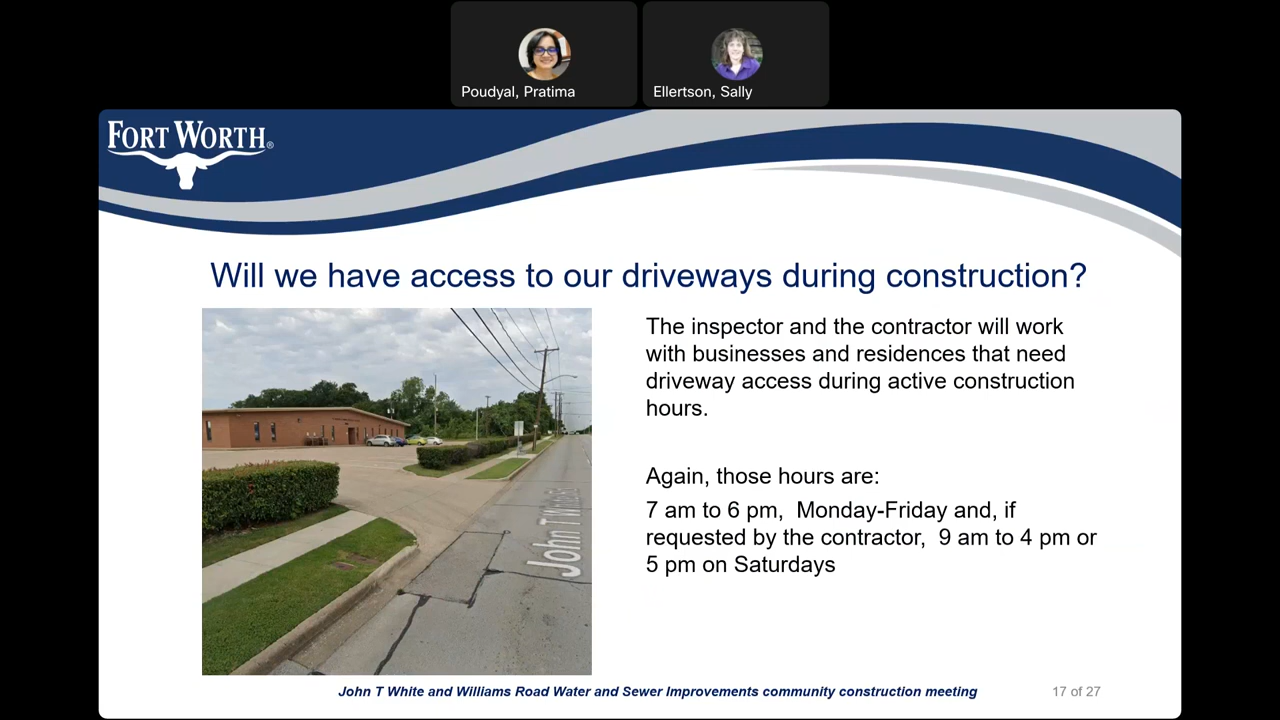 Poudyal, Pratima
Ellertson, Sally
FORT WORTH®
Will we have access to our driveways during construction?
The inspector and the contractor will work
with businesses and residences that need
driveway access during active construction
hours.
Again, those hours are:
7 am to 6 pm, Monday-Friday and, if
requested by the contractor, 9 am to 4 pm or
5 pm on Saturdays
John T White Rd
John T White and Williams Road Water and Sewer Improvements community construction meeting
17 of 27